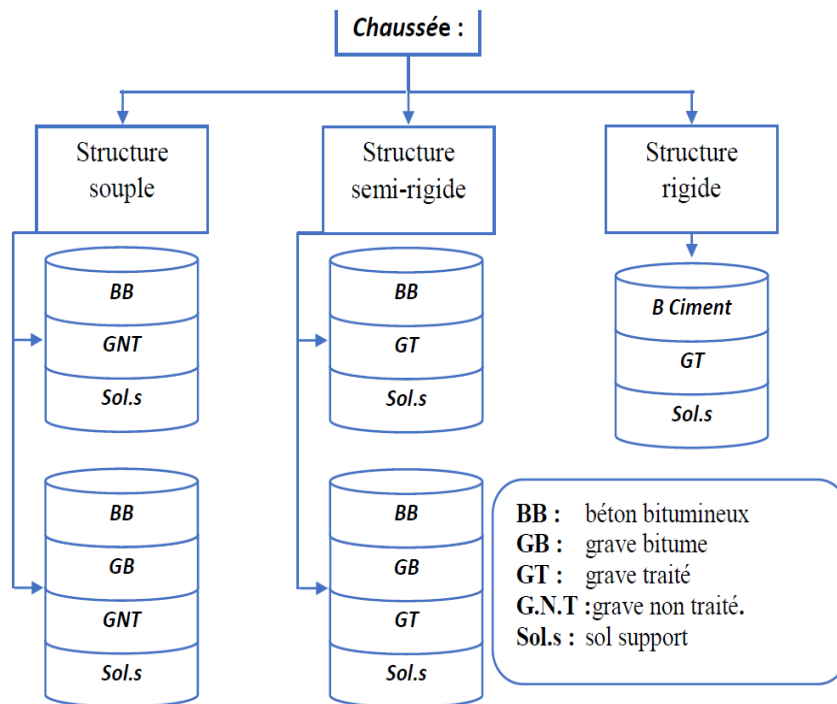 Chaussée :
Structure
souple
Structure
semi-rigide
Structure
rigide
BB
GNT
Sol.s
BB
GT
Sol.s
B Ciment
GT
Sol.s
BB
GB
GNT
Sol.s
BB
GB
GT
Sol.s
BB : béton bitumineux
GB : grave bitume
GT : grave traité
G.N.T :grave non traité.
Sol.s : sol support